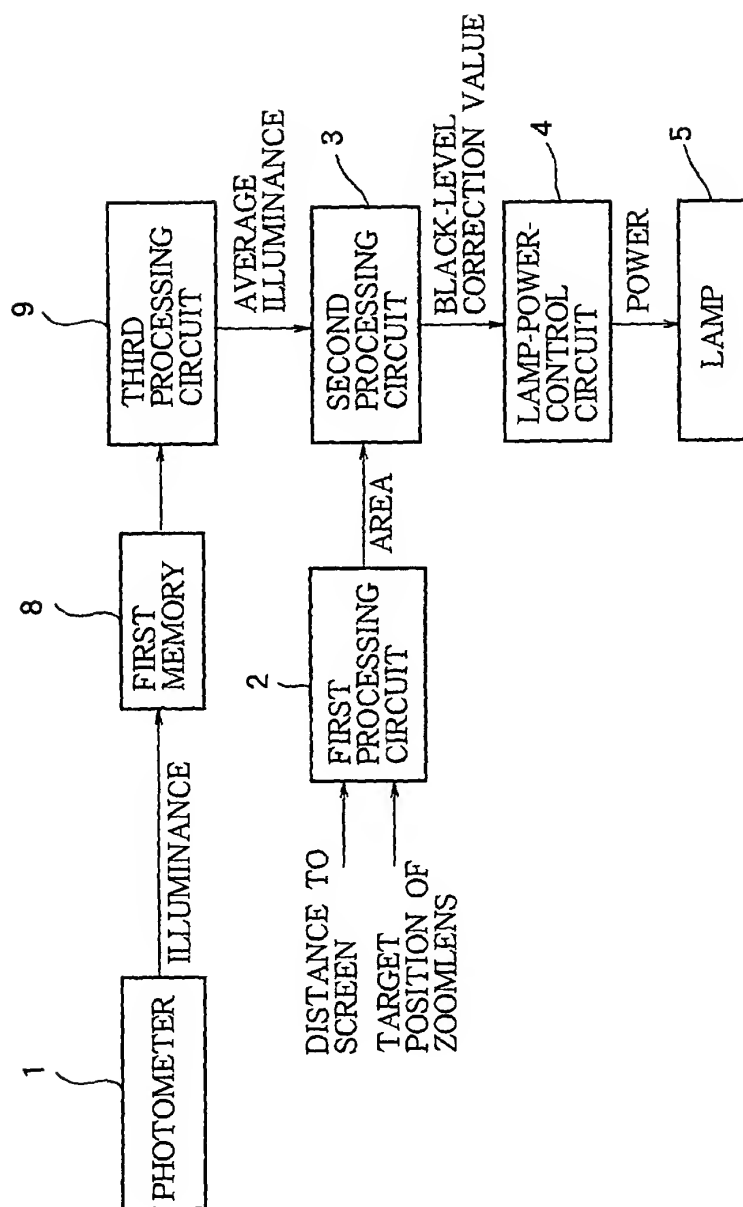 1
PHOTOMETER
ILLUMINANCE
8
FIRST
MEMORY
9
THIRD
PROCESSING
CIRCUIT
AVERAGE
ILLUMINANCE
DISTANCE TO
SCREEN
TARGET
POSITION OF
ZOOMLENS
2
FIRST
PROCESSING
CIRCUIT
AREA
3
SECOND
PROCESSING
CIRCUIT
BLACK-LEVEL
CORRECTION VALUE
4
LAMP-POWER-
CONTROL
CIRCUIT
POWER
5
LAMP